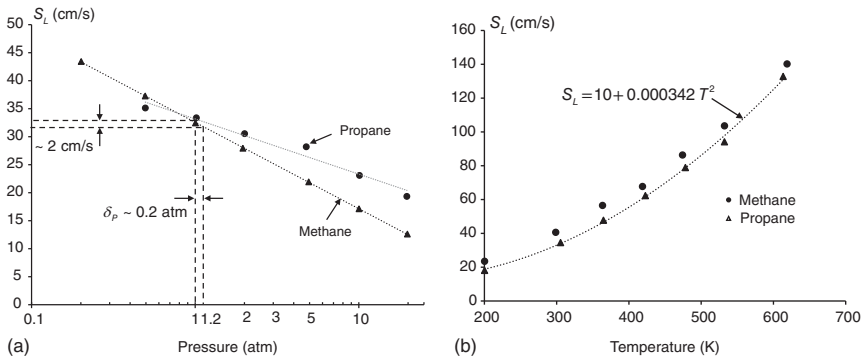 S_L (cm/s)
50
45
40
35
30
25
20
15
10
5
0
~ 2 cm/s
δ_P ~ 0.2 atm
Propane
Methane
0.1
1
1.2
2
3
5
10
Pressure (atm)
(a)
S_L (cm/s)
160
140
120
100
80
60
40
20
0
S_L = 10 + 0.000342 T²
Methane
Propane
200
300
400
500
600
700
Temperature (K)
(b)